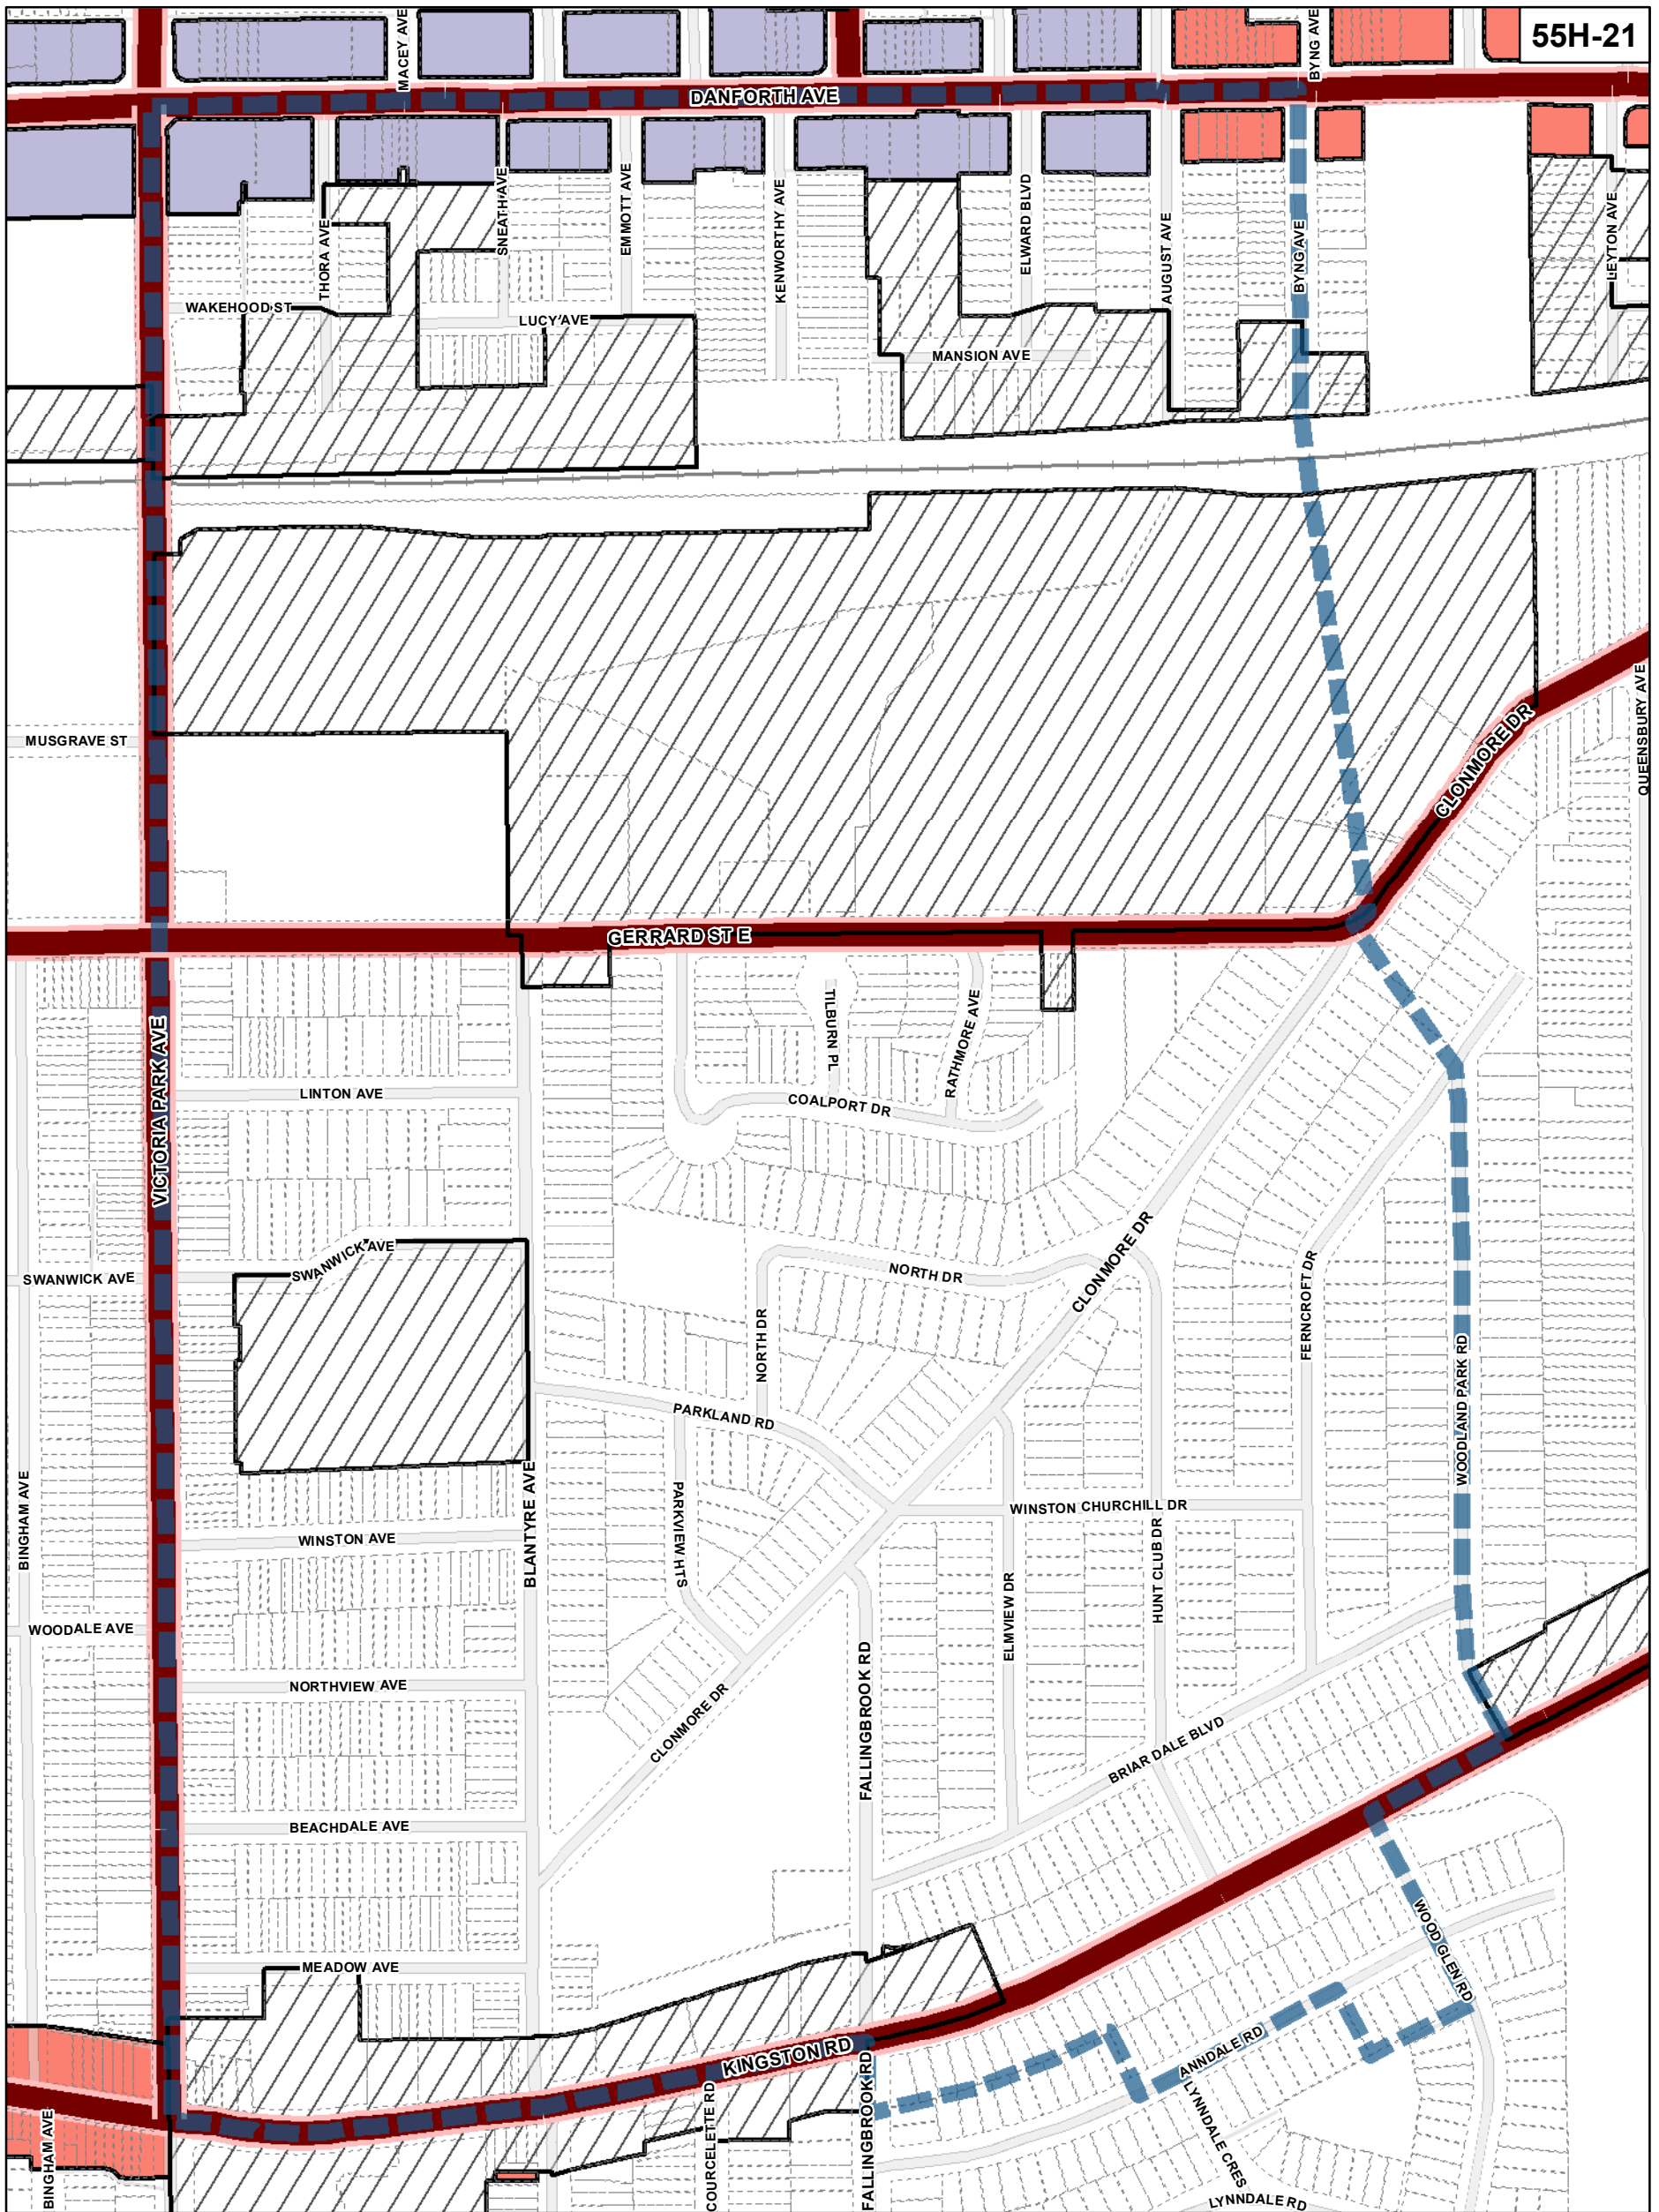 55H-21
MACEY AVE
BYNG AVE
DANFORTH AVE
THORA AVE
SNEATH AVE
EMMOTT AVE
KENWORTHY AVE
ELWARD BLVD
AUGUST AVE
BYNG AVE
LEYTON AVE
WAKEHOOD ST
LUCY AVE
MANSION AVE
MUSGRAVE ST
CLONMORE DR
QUEENSBURY AVE
GERRARD ST E
VICTORIA PARK AVE
TILBURN PL
RATHMORE AVE
LINTON AVE
COALPORT DR
SWANWICK AVE
SWANWICK AVE
NORTH DR
CLONMORE DR
FERNCROFT DR
NORTH DR
WOODLAND PARK RD
PARKLAND RD
BINGHAM AVE
BLANTYRE AVE
PARKVIEW HTS
WINSTON CHURCHILL DR
WINSTON AVE
HUNT CLUB DR
ELMVIEW DR
WOODALE AVE
NORTHVIEW AVE
CLONMORE DR
FALLINGBROOK RD
BRIAR DALE BLVD
BEACHDALE AVE
WOOD GLEN RD
MEADOW AVE
KINGSTON RD
ANNDALE RD
BINGHAM AVE
COURCELETTE RD
FALLINGBROOK RD
LYNNDALE CRES
LYNNDALE RD